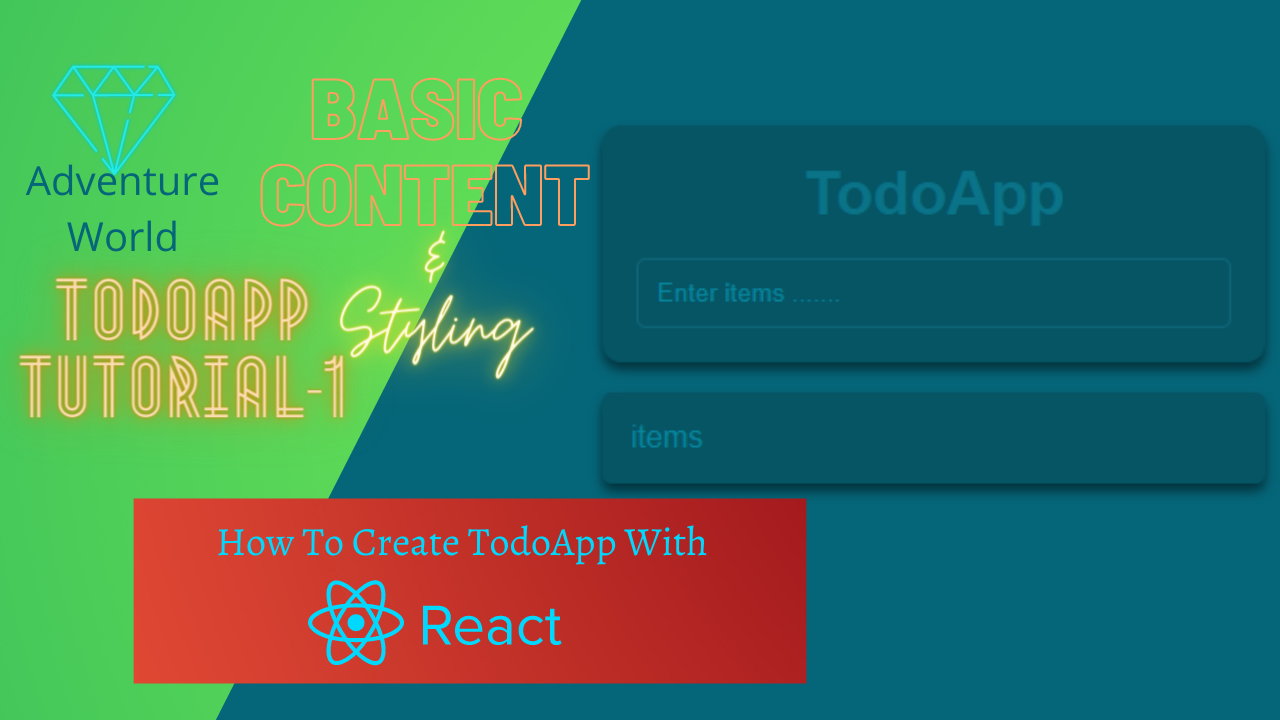 Adventure
World
BASIC
CONTENT
&
Styling
TODOAPP
TUTORIAL-1
TodoApp
Enter items .......
items
How To Create TodoApp With
React